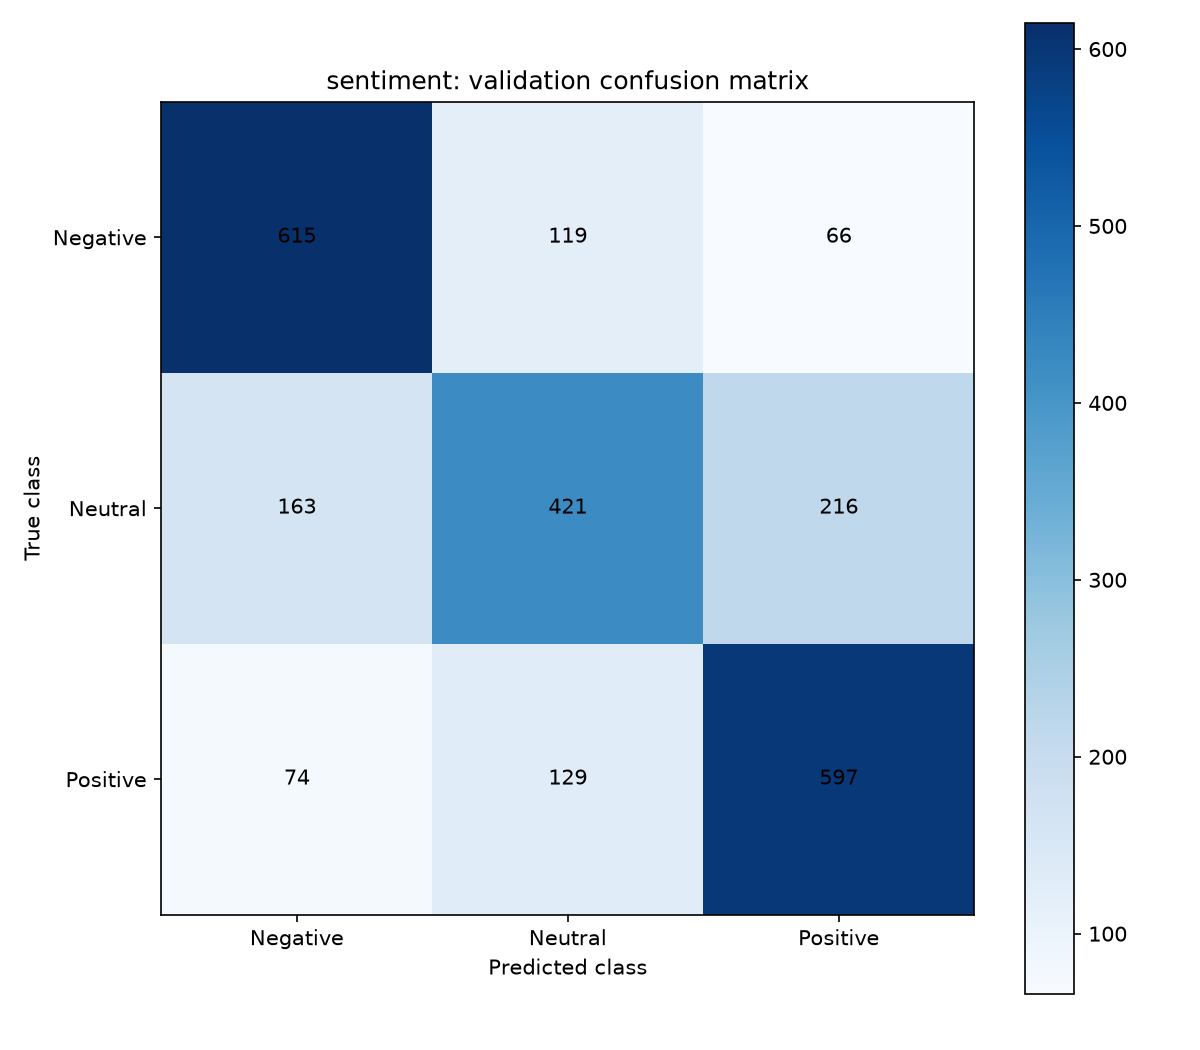 sentiment: validation confusion matrix
600
500
400
300
200
100
True class
Negative
615
119
66
Neutral
163
421
216
Positive
74
129
597
Negative
Neutral
Positive
Predicted class